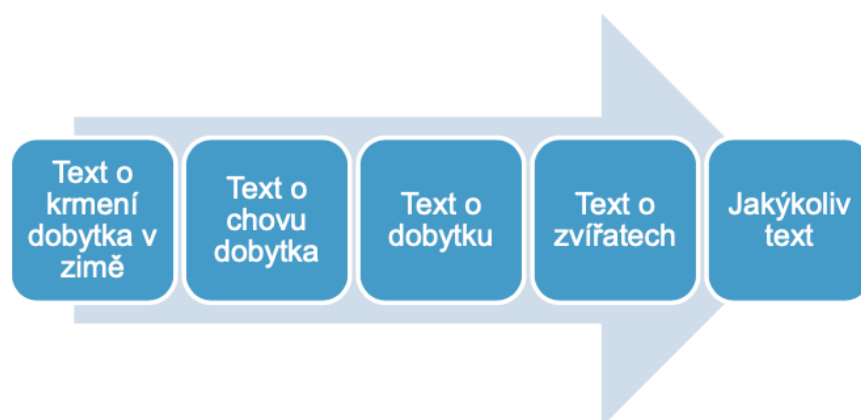 Text o
krmení
dobytka v
zimě
Text o
chovu
dobytka
Text o
dobytku
Text o
zvířatech
Jakýkoliv
text